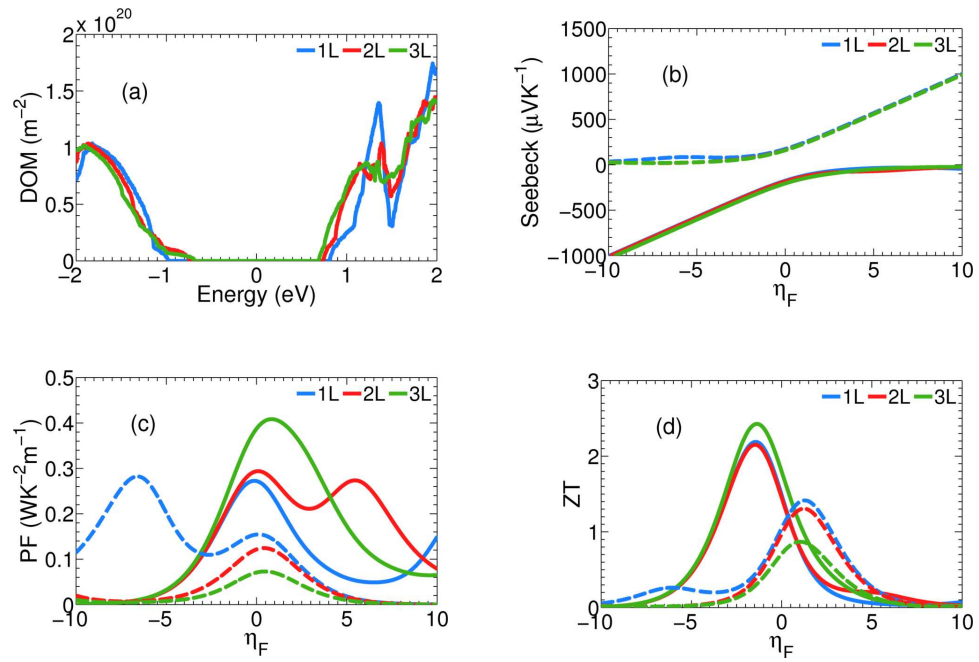 2 x 10^20
1L 2L 3L
(a)
1.5
1
0.5
0
DOM (m^-2)
−2 −1 0 1 2
Energy (eV)
1L 2L 3L
(b)
1500
1000
500
0
−500
−1000
Seebeck (μVK^-1)
−10 −5 0 5 10
η_F
1L 2L 3L
(c)
0.5
0.4
0.3
0.2
0.1
0
PF (WK^-2m^-1)
−10 −5 0 5 10
η_F
1L 2L 3L
(d)
3
2
1
0
ZT
−10 −5 0 5 10
η_F